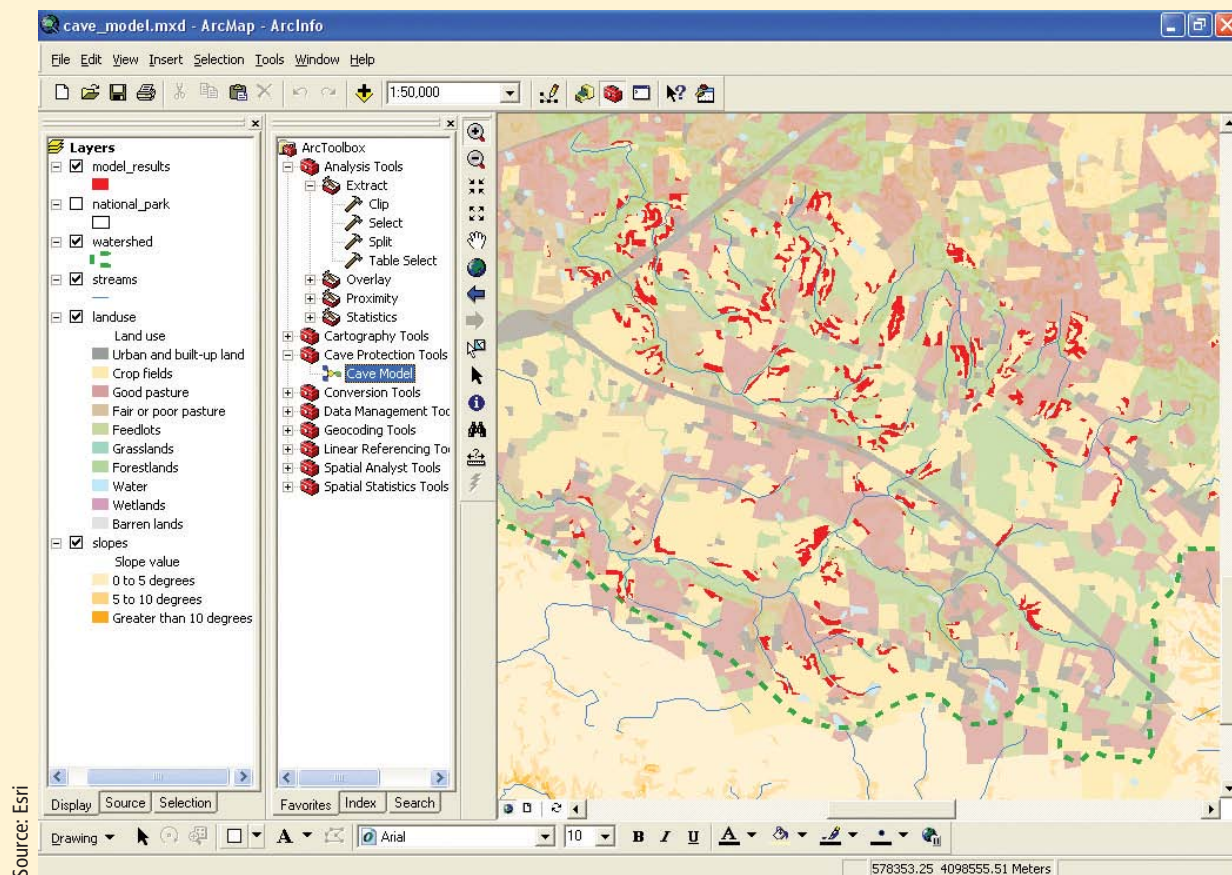 cave_model.mxd - ArcMap - ArcInfo
File Edit View Insert Selection Tools Window Help
1:50,000
Layers
model_results
national_park
watershed
streams
landuse
Land use
Urban and built-up land
Crop fields
Good pasture
Fair or poor pasture
Feedlots
Grasslands
Forestlands
Water
Wetlands
Barren lands
slopes
Slope value
0 to 5 degrees
5 to 10 degrees
Greater than 10 degrees
Display Source Selection
ArcToolbox
Analysis Tools
Extract
Clip
Select
Split
Table Select
Overlay
Proximity
Statistics
Cartography Tools
Cave Protection Tools
Cave Model
Conversion Tools
Data Management Toc
Geocoding Tools
Linear Referencing To
Spatial Analyst Tools
Spatial Statistics Tools
Favorites Index Search
Drawing A Arial 10 B I U A
578353.25 4098555.51 Meters
Source: Esri